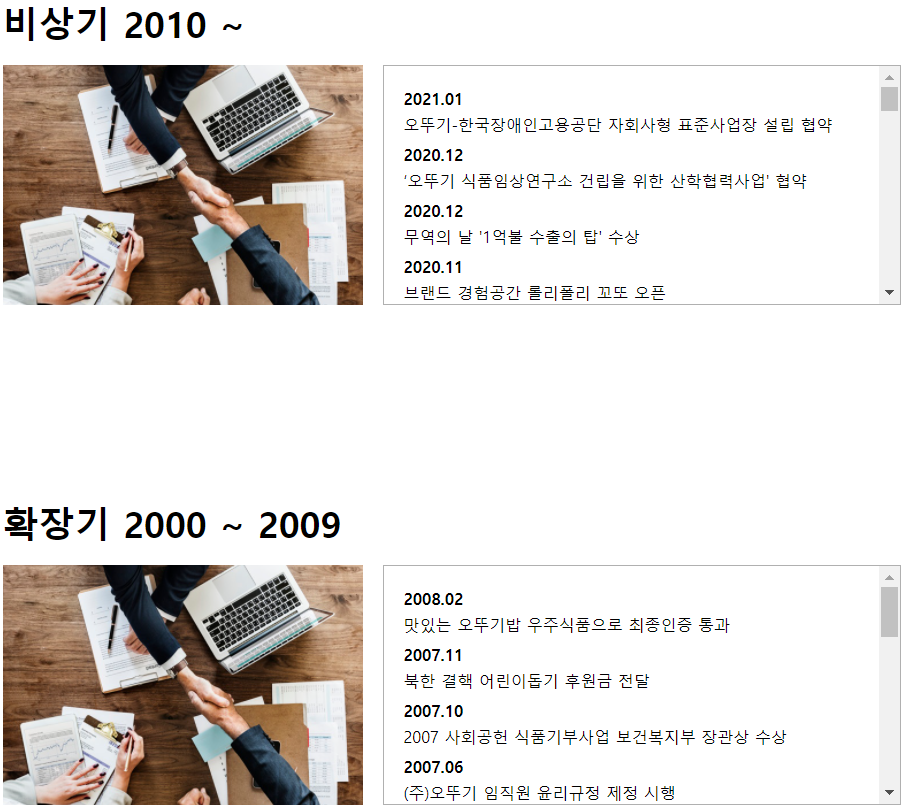 비상기 2010 ~
2021.01
오뚜기-한국장애인고용공단 자회사형 표준사업장 설립 협약
2020.12
'오뚜기 식품임상연구소 건립을 위한 산학협력사업' 협약
2020.12
무역의 날 '1억불 수출의 탑' 수상
2020.11
브랜드 경험공간 롤리폴리 꼬또 오픈
확장기 2000 ~ 2009
2008.02
맛있는 오뚜기밥 우주식품으로 최종인증 통과
2007.11
북한 결핵 어린이돕기 후원금 전달
2007.10
2007 사회공헌 식품기부사업 보건복지부 장관상 수상
2007.06
(주)오뚜기 임직원 윤리규정 제정 시행